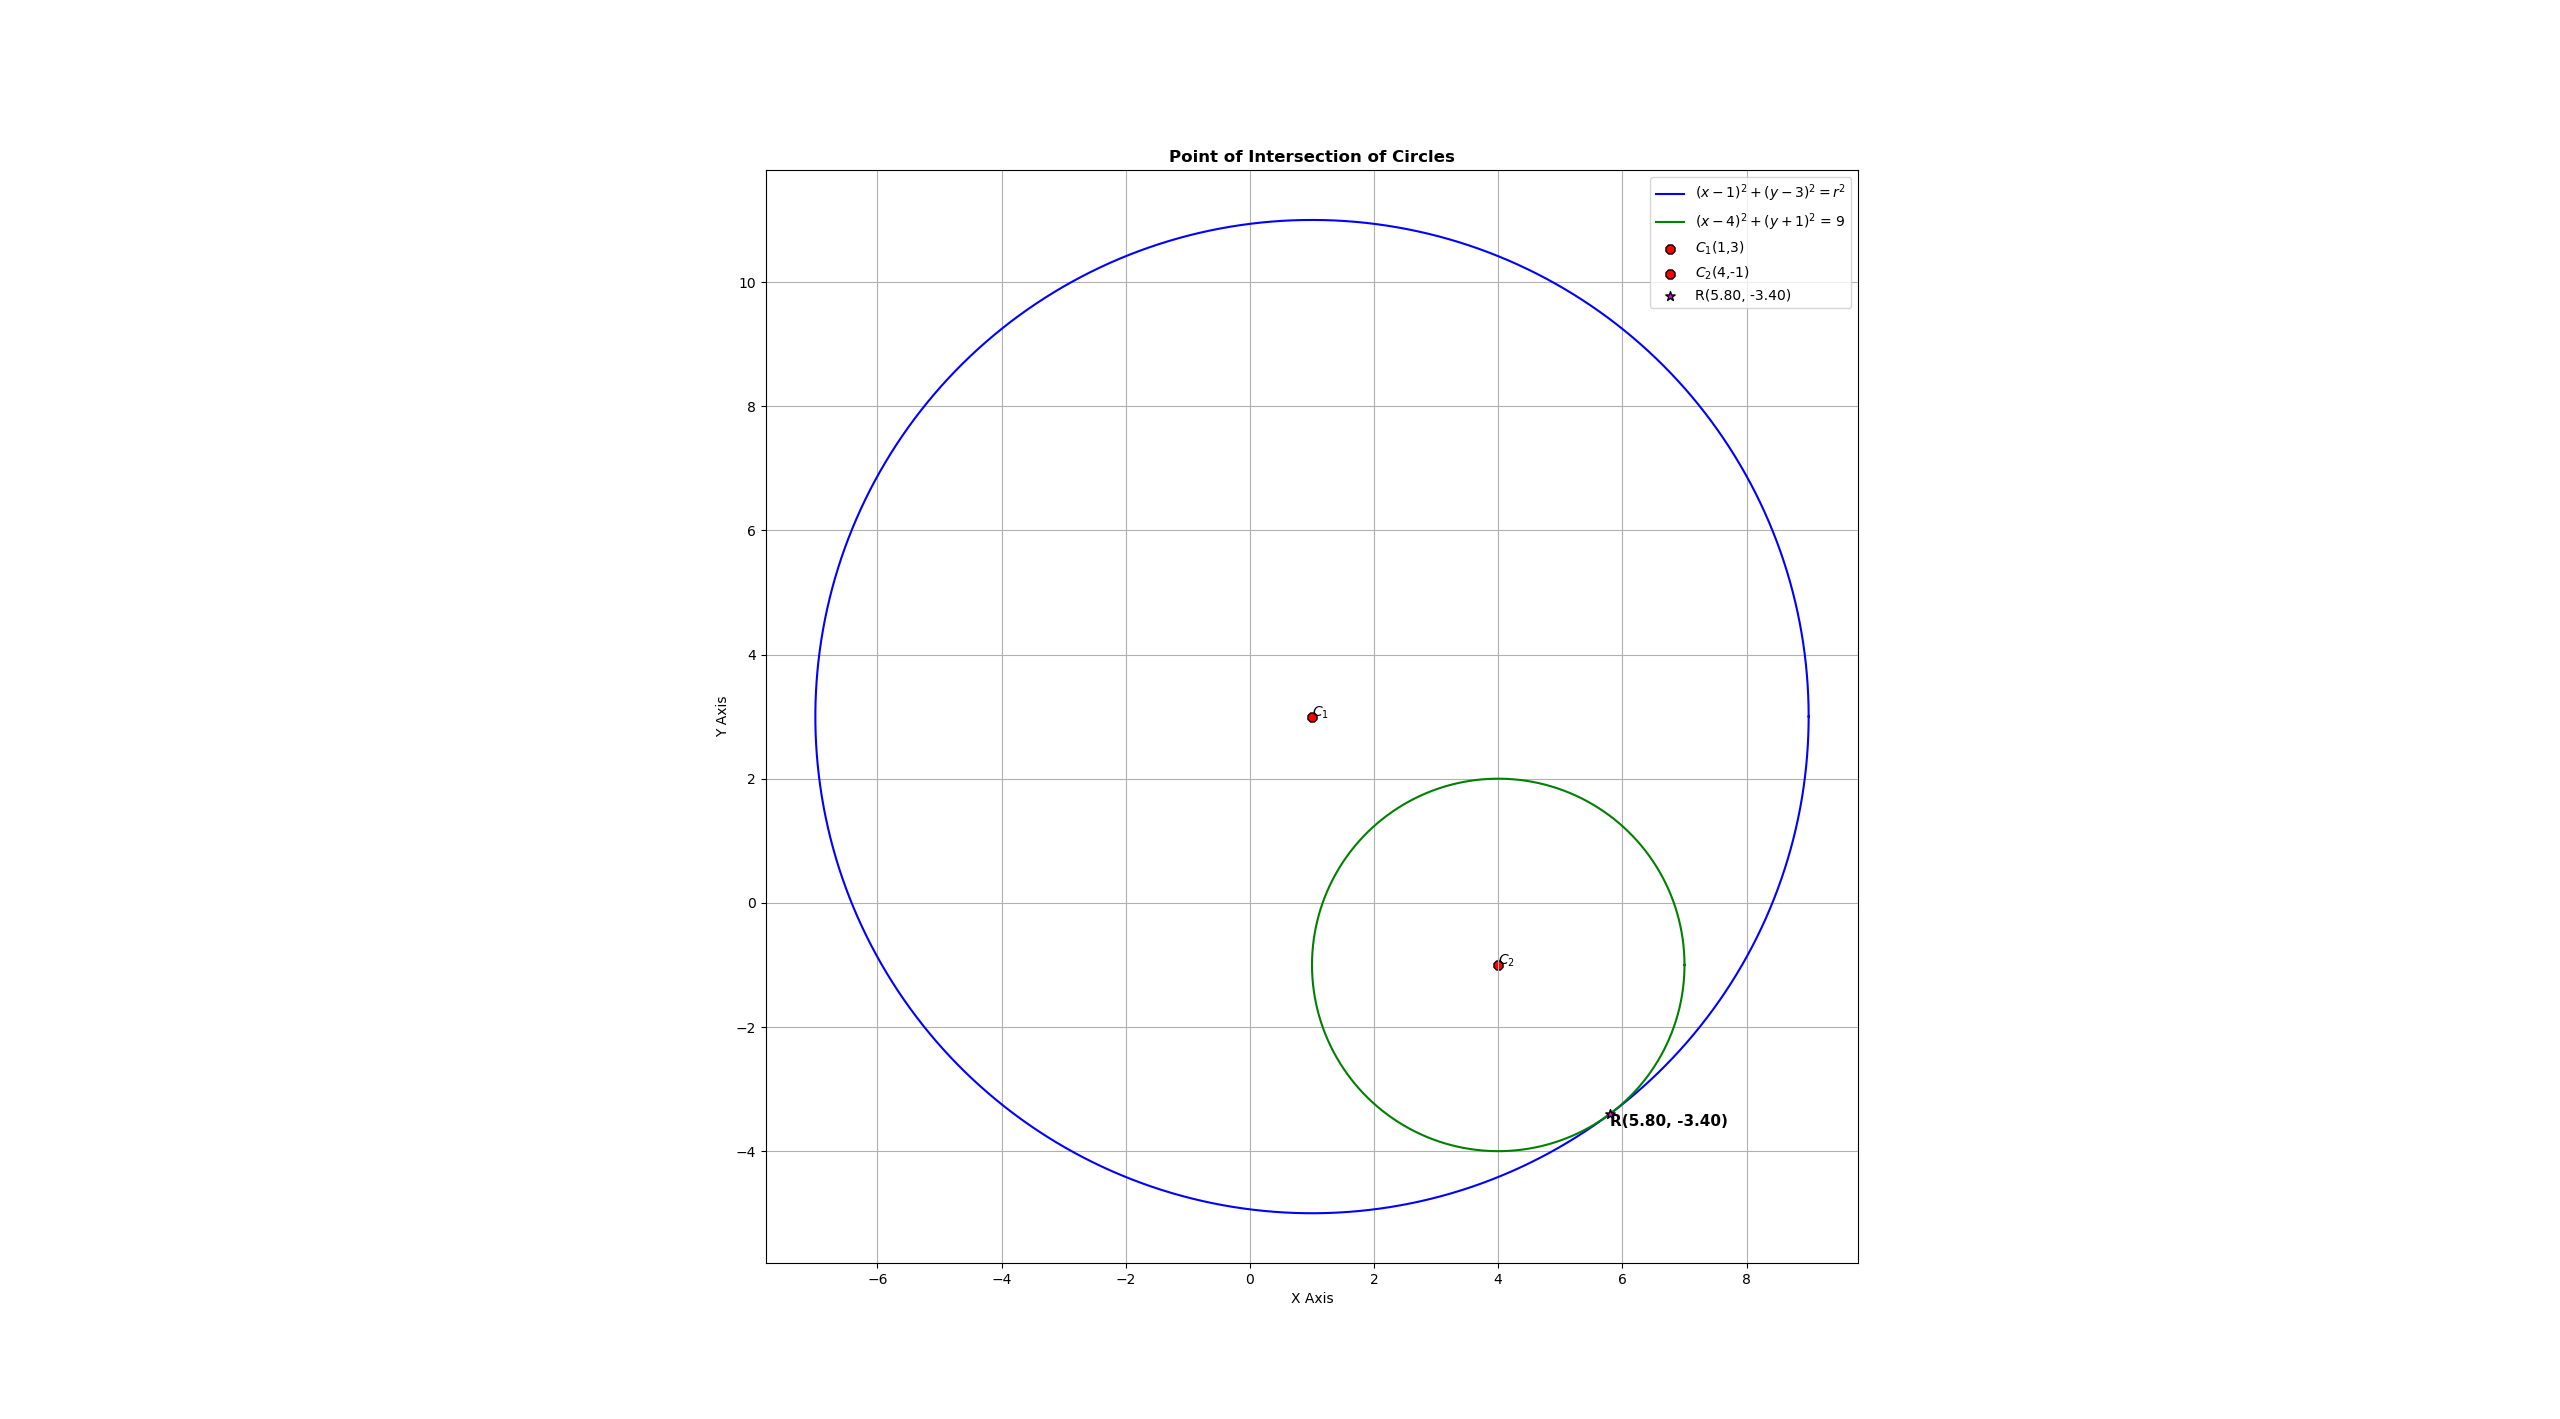 Point of Intersection of Circles
(x − 1)² + (y − 3)² = r²
(x − 4)² + (y + 1)² = 9
C₁(1,3)
C₂(4,-1)
R(5.80, -3.40)
10
8
6
4
2
0
−2
−4
Y Axis
C₁
C₂
R(5.80, -3.40)
−6 −4 −2 0 2 4 6 8
X Axis